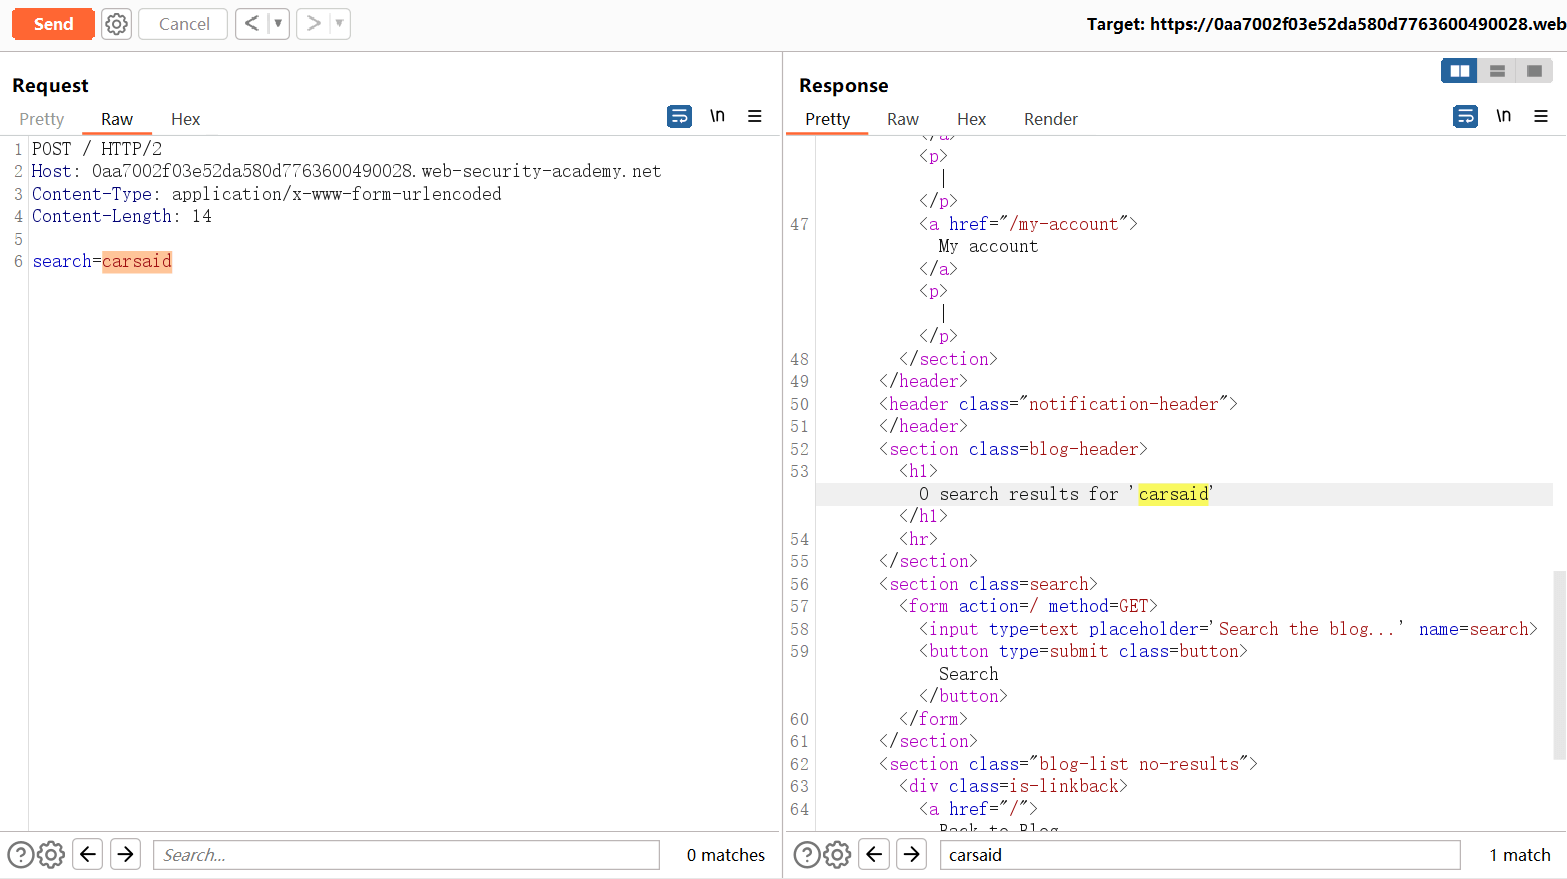 Send
Cancel
< ▼
> ▼
Target: https://0aa7002f03e52da580d7763600490028.web
Request
Pretty Raw Hex
\n
1 POST / HTTP/2
2 Host: 0aa7002f03e52da580d7763600490028.web-security-academy.net
3 Content-Type: application/x-www-form-urlencoded
4 Content-Length: 14
5
6 search=carsaid
Search...
0 matches
Response
Pretty Raw Hex Render
\n
</a>
<p>
|
</p>
47 <a href="/my-account">
My account
</a>
<p>
|
</p>
48 </section>
49 </header>
50 <header class="notification-header">
51 </header>
52 <section class=blog-header>
53 <h1>
0 search results for 'carsaid'
</h1>
54 <hr>
55 </section>
56 <section class=search>
57 <form action=/ method=GET>
58 <input type=text placeholder='Search the blog...' name=search>
59 <button type=submit class=button>
Search
</button>
60 </form>
61 </section>
62 <section class="blog-list no-results">
63 <div class=is-linkback>
64 <a href="/">
Back to Blog
carsaid
1 match